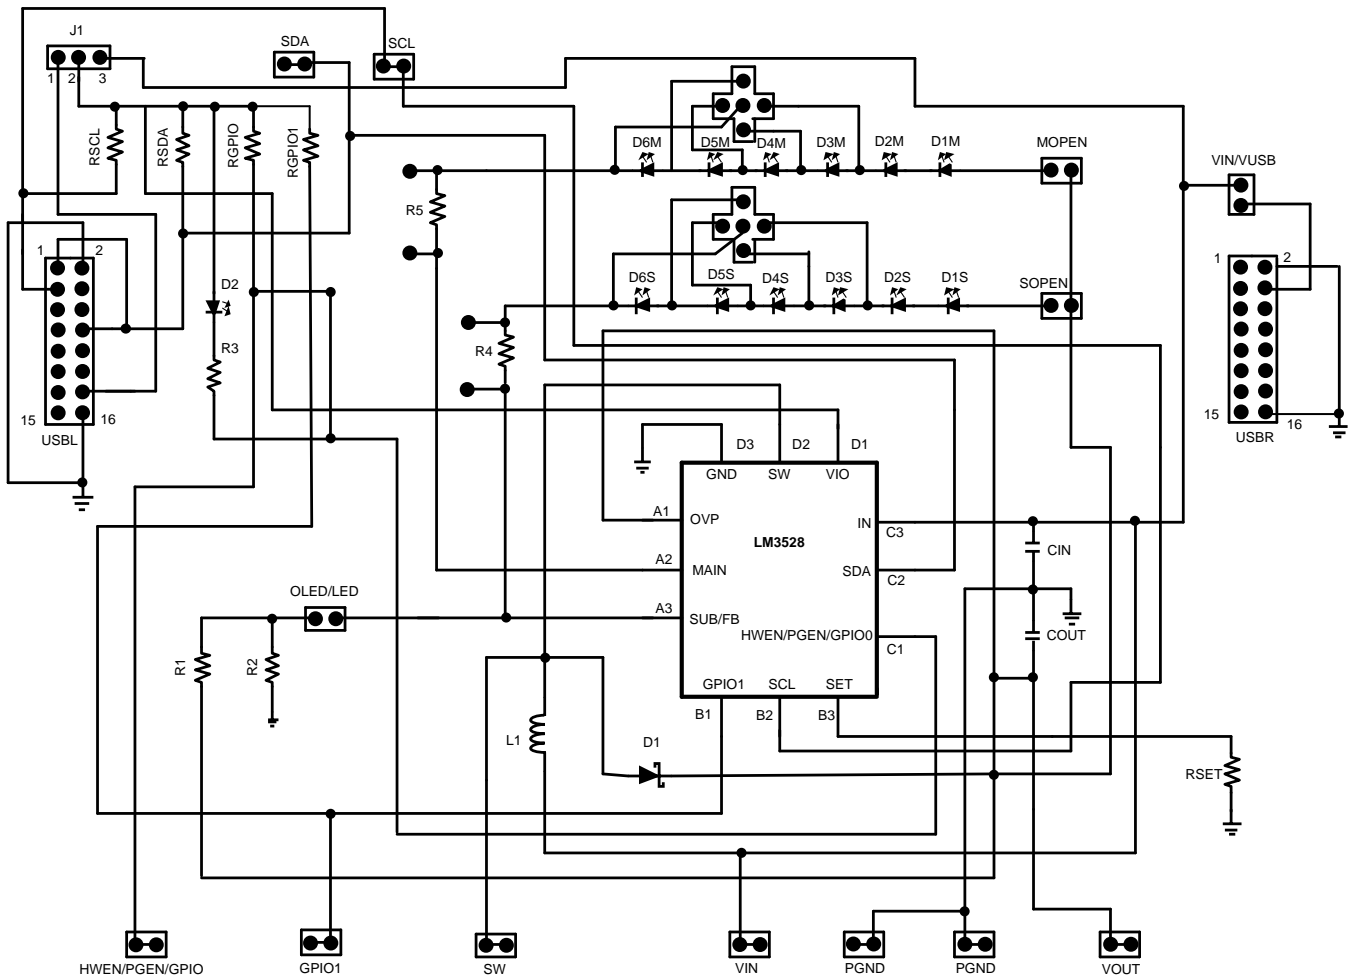 J1
SDA
SCL
1 2 3
RSCL
RSDA
RGPIO
RGPIO1
D6M
D5M
D4M
D3M
D2M
D1M
MOPEN
VIN/VUSB
R5
1
2
D2
D6S
D5S
D4S
D3S
D2S
D1S
SOPEN
1
2
R3
R4
15
16
USBL
15
16
USBR
D3
D2
D1
GND
SW
VIO
A1
OVP
IN
C3
LM3528
CIN
A2
MAIN
SDA
C2
OLED/LED
A3
SUB/FB
HWEN/PGEN/GPIO0
C1
COUT
R1
R2
GPIO1
SCL
SET
B1
B2
B3
L1
D1
RSET
HWEN/PGEN/GPIO
GPIO1
SW
VIN
PGND
PGND
VOUT